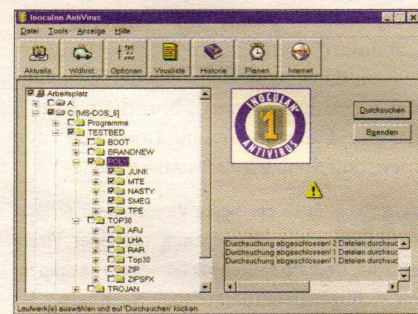 Inoculan AntiVirus
Datei Tools Anzeige Hilfe
Aktuelle Wdhlst. Optionen Virusliste Historie Planen Internet
Arbeitsplatz
A:
C: [MS-DOS_5]
Programme
TESTBED
BOOT
BRANDNEW
POLY
JUNK
MTE
NASTY
SMEG
TPE
TOP30
ARJ
LHA
RAR
Top30
ZIP
ZIPSFX
TROJAN
INOCULAN
1
ANTIVIRUS
Durchsuchen
Beenden
Durchsuchung abgeschlossen! 2 Dateien durchsuc
Durchsuchung abgeschlossen! 1 Dateien durchsuc
Durchsuchung abgeschlossen! 1 Dateien durchsuc
Laufwerk(e) auswählen und auf 'Durchsuchen' klicken.